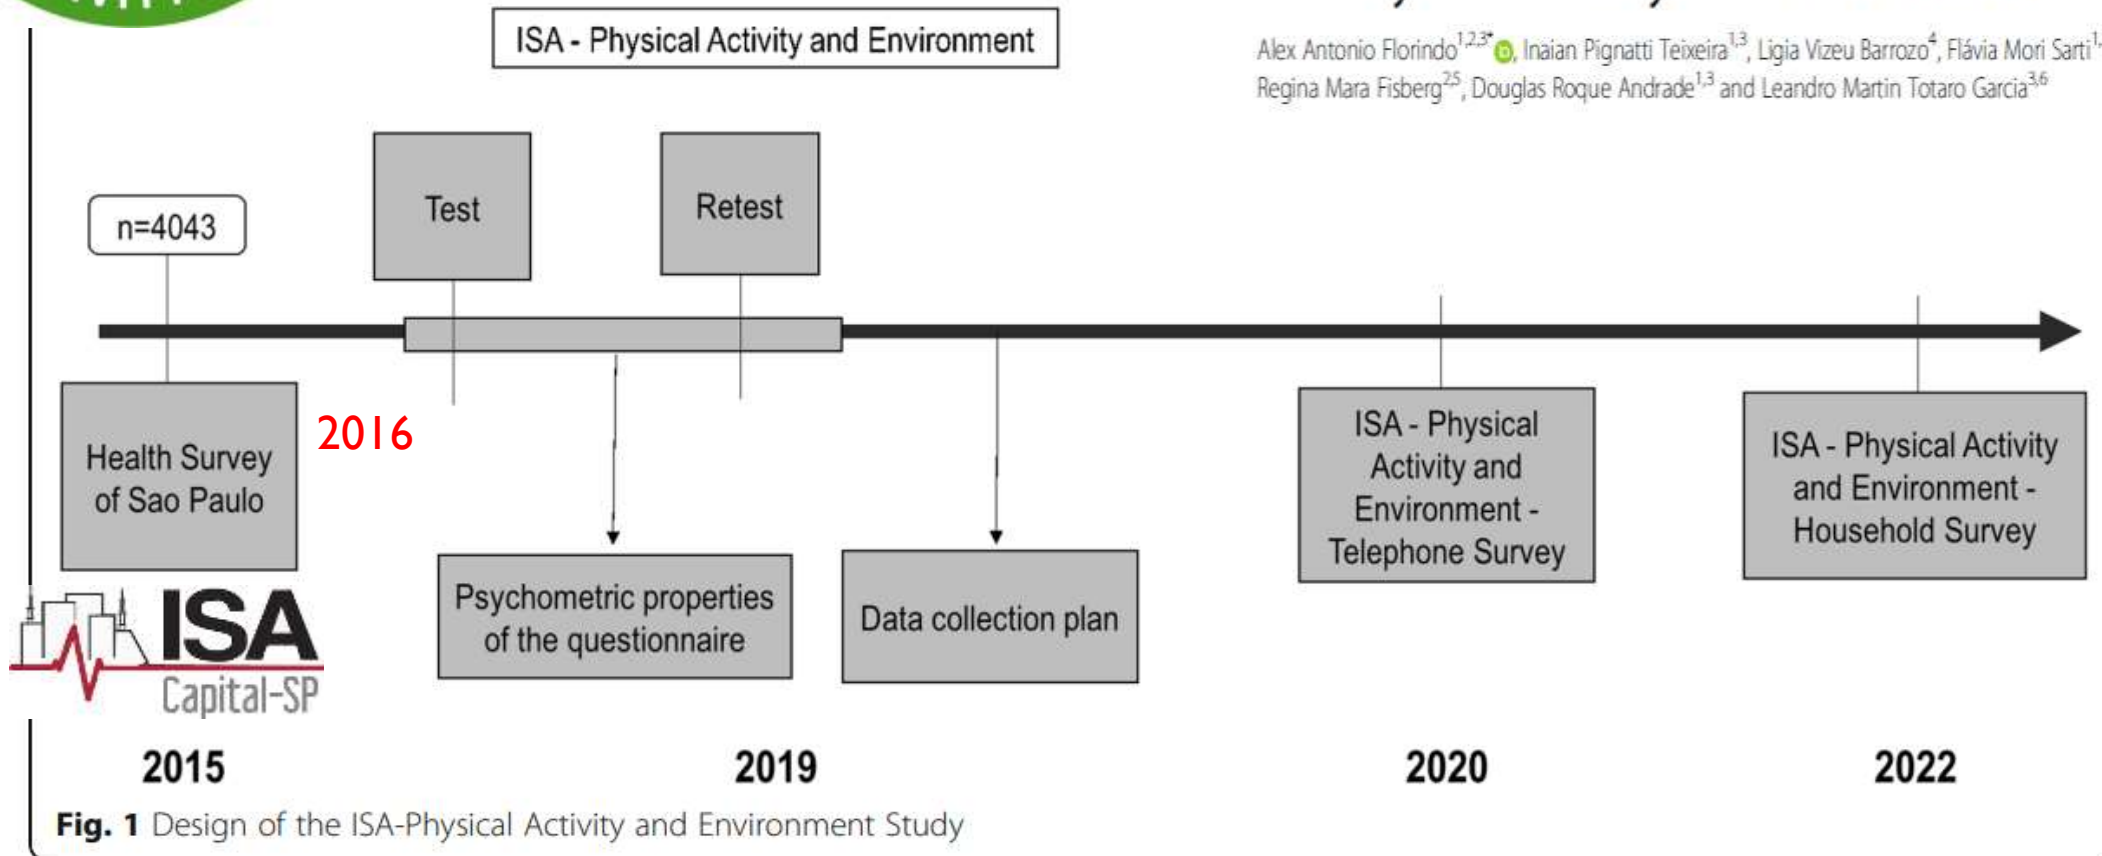 ISA - Physical Activity and Environment
Alex Antonio Florindo1,2,3*, Inaian Pignatti Teixeira1,3, Ligia Vizeu Barrozo4, Flávia Mori Sarti1,
Regina Mara Fisberg2,5, Douglas Roque Andrade1,3 and Leandro Martin Totaro Garcia3,6
Test
Retest
n=4043
Health Survey
of Sao Paulo
2016
Psychometric properties
of the questionnaire
Data collection plan
ISA - Physical
Activity and
Environment -
Telephone Survey
ISA - Physical Activity
and Environment -
Household Survey
ISA
Capital-SP
2015
2019
2020
2022
Fig. 1 Design of the ISA-Physical Activity and Environment Study